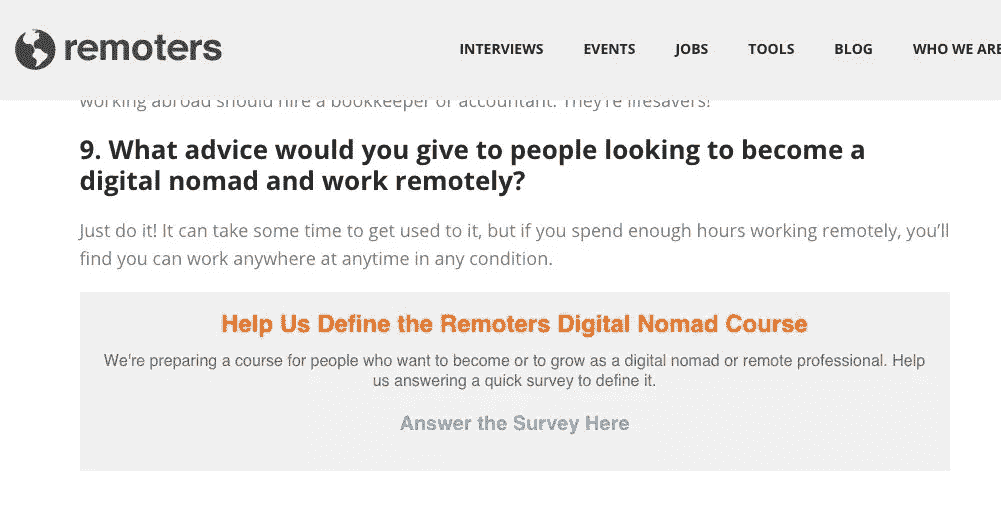 remoters
INTERVIEWS EVENTS JOBS TOOLS BLOG WHO WE ARE
working abroad should hire a bookkeeper or accountant. They're lifesavers!
9. What advice would you give to people looking to become a
digital nomad and work remotely?
Just do it! It can take some time to get used to it, but if you spend enough hours working remotely, you’ll
find you can work anywhere at anytime in any condition.
Help Us Define the Remoters Digital Nomad Course
We're preparing a course for people who want to become or to grow as a digital nomad or remote professional. Help
us answering a quick survey to define it.
Answer the Survey Here